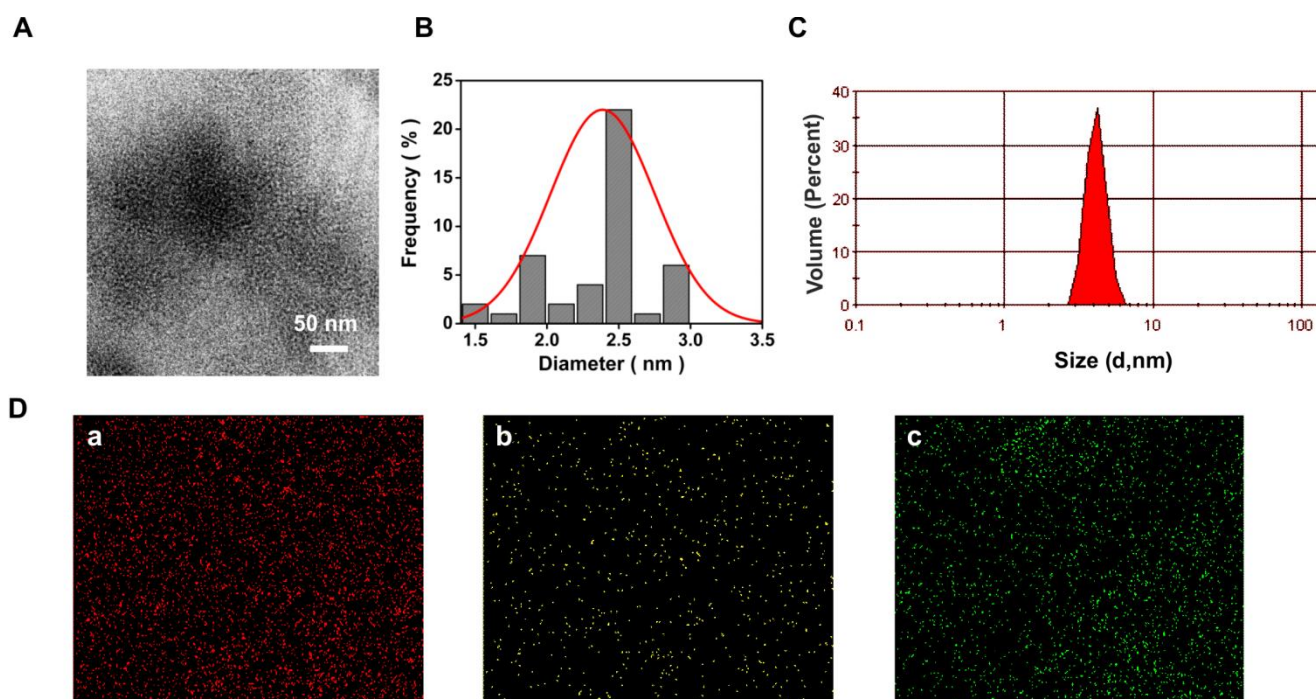 A
50 nm
B
Frequency ( % )
25
20
15
10
5
0
1.5 2.0 2.5 3.0 3.5
Diameter ( nm )
C
Volume (Percent)
40
30
20
10
0
0.1 1 10 100
Size (d,nm)
D
a
b
c